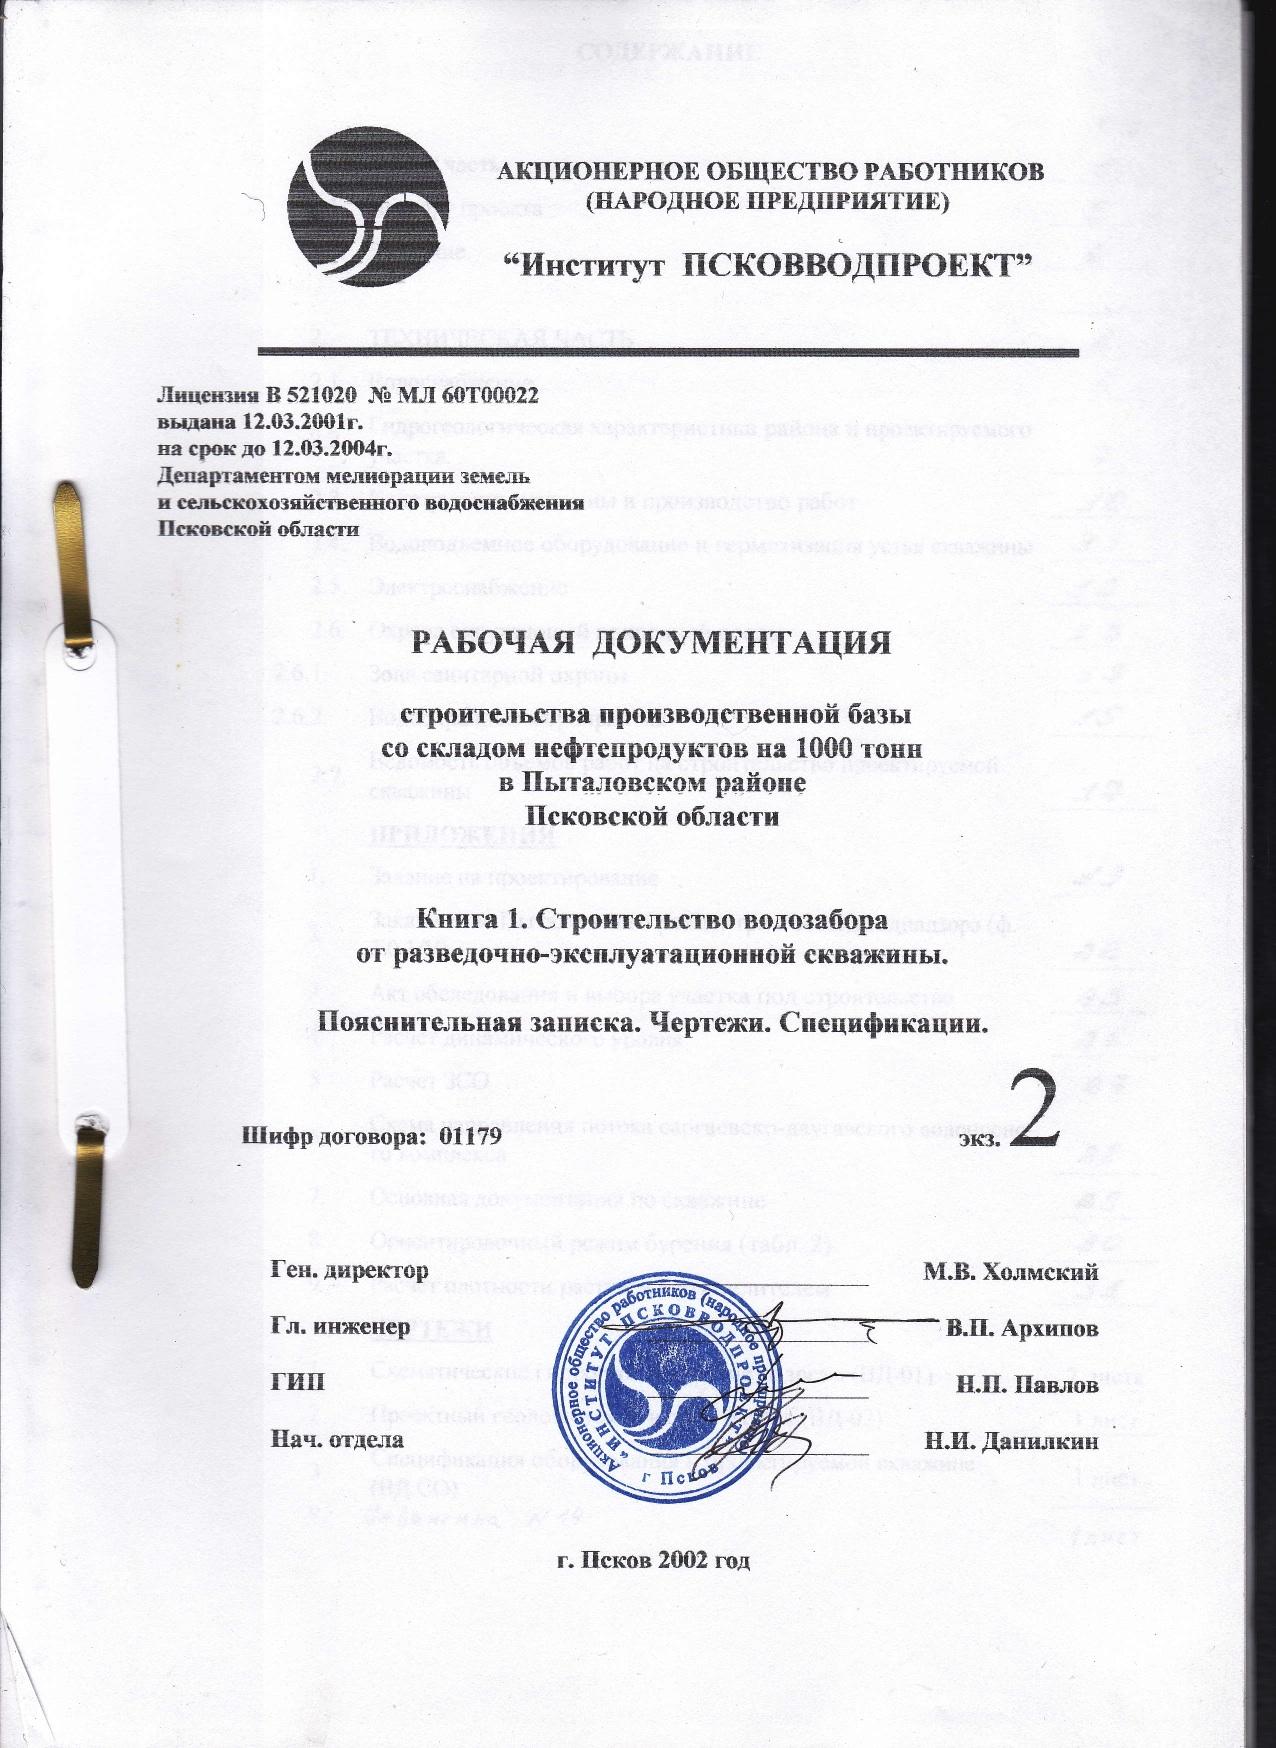 АКЦИОНЕРНОЕ ОБЩЕСТВО РАБОТНИКОВ
(НАРОДНОЕ ПРЕДПРИЯТИЕ)
“Институт ПСКОВВОДПРОЕКТ”
Лицензия В 521020 № МЛ 60Т00022
выдана 12.03.2001г.
на срок до 12.03.2004г.
Департаментом мелиорации земель
и сельскохозяйственного водоснабжения
Псковской области
РАБОЧАЯ ДОКУМЕНТАЦИЯ
строительства производственной базы
со складом нефтепродуктов на 1000 тонн
в Пыталовском районе
Псковской области
Книга 1. Строительство водозабора
от разведочно-эксплуатационной скважины.
Пояснительная записка. Чертежи. Спецификации.
Шифр договора: 01179 экз. 2
Ген. директор М.В. Холмский
Гл. инженер В.П. Архипов
ГИП Н.П. Павлов
Нач. отдела Н.И. Данилкин
Акционерное общество работников (народное предприятие)
"ИНСТИТУТ ПСКОВВОДПРОЕКТ"
г Псков
г. Псков 2002 год